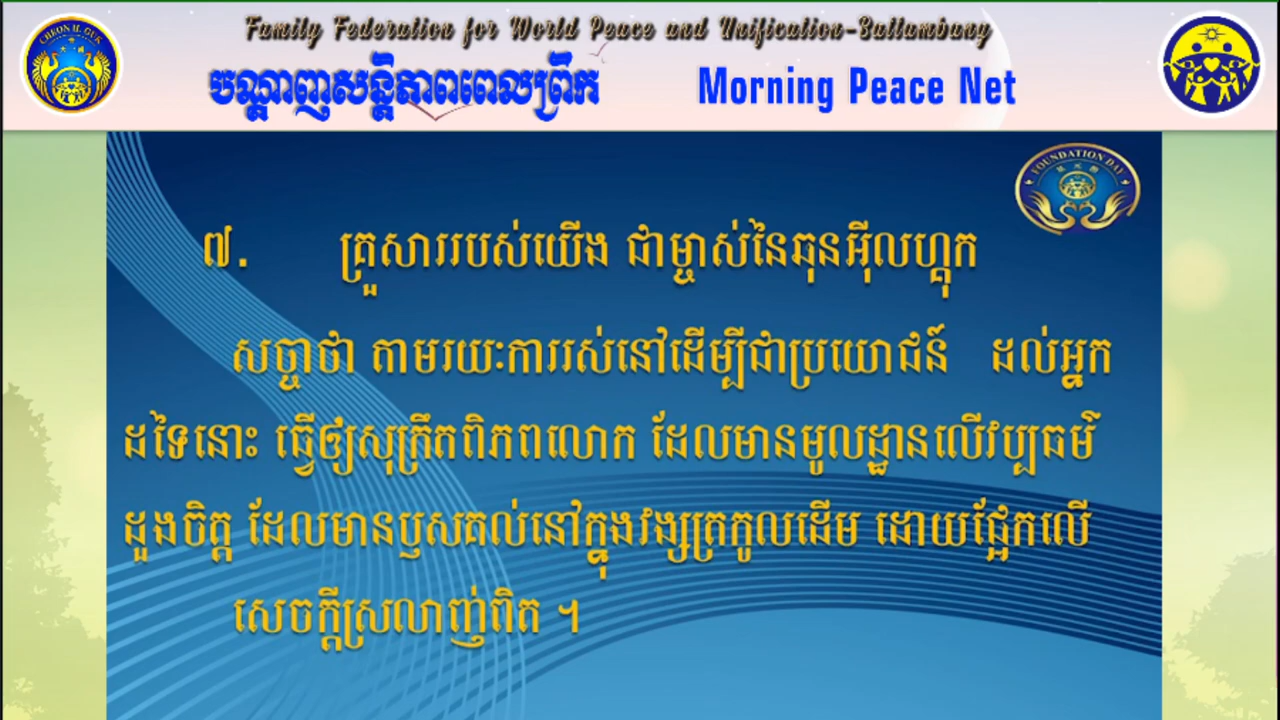 Family Federation for World Peace and Unification-Battambang
បណ្តាញសន្តិភាពពេលព្រឹក Morning Peace Net
CHEON IL GUK
FOUNDATION DAY
៧. គ្រួសាររបស់យើង ជាម្ចាស់នៃឆុនអ៊ីលហ្គុក
សច្ចាថា តាមរយៈការរស់នៅដើម្បីជាប្រយោជន៍ ដល់អ្នក
ដទៃនោះ ធ្វើឲ្យសុក្រឹតពិភពលោក ដែលមានមូលដ្ឋានលើវប្បធម៌
ដួងចិត្ត ដែលមានឫសគល់នៅក្នុងវង្សត្រកូលដើម ដោយផ្អែកលើ
សេចក្តីស្រលាញ់ពិត ។